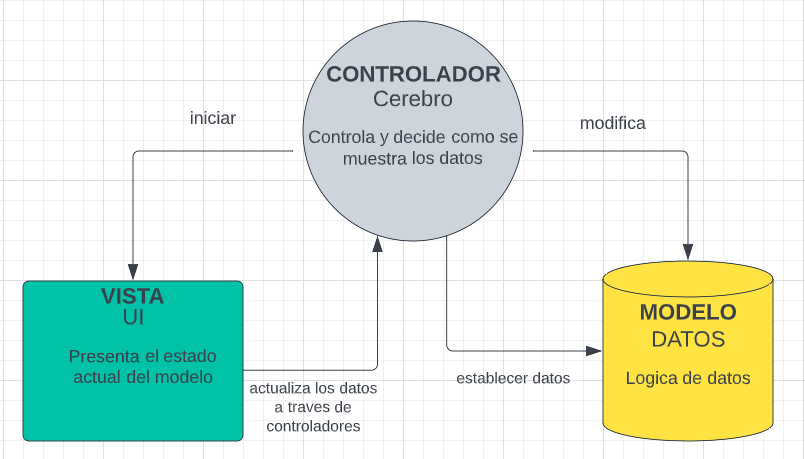 CONTROLADOR
Cerebro
Controla y decide como se
muestra los datos
iniciar
modifica
VISTA
UI
Presenta el estado
actual del modelo
actualiza los datos
a traves de
controladores
establecer datos
MODELO
DATOS
Logica de datos